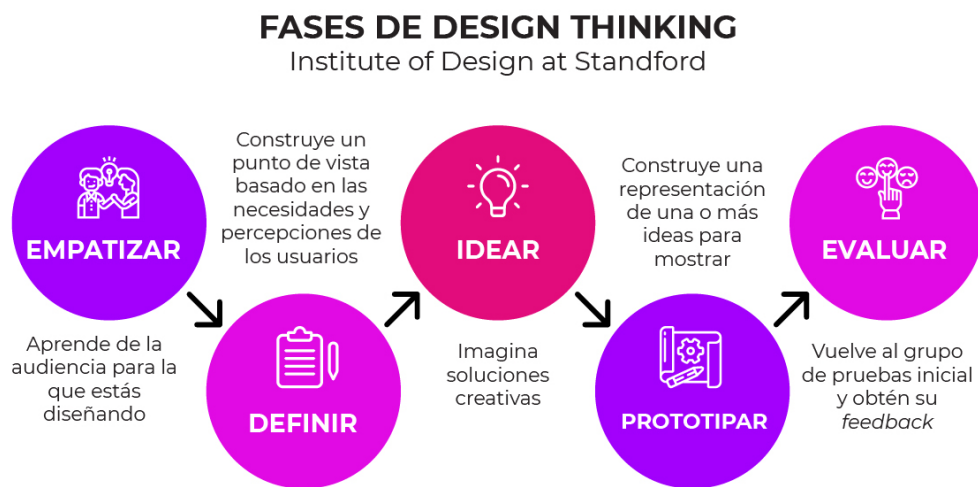 FASES DE DESIGN THINKING
Institute of Design at Standford
EMPATIZAR
Aprende de la
audiencia para la
que estás
diseñando
Construye un
punto de vista
basado en las
necesidades y
percepciones de
los usuarios
DEFINIR
IDEAR
Imagina
soluciones
creativas
Construye una
representación
de una o más
ideas para
mostrar
PROTOTIPAR
EVALUAR
Vuelve al grupo
de pruebas inicial
y obtén su
feedback